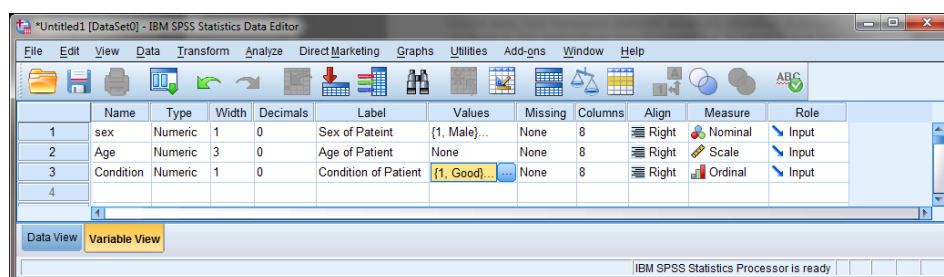 *Untitled1 [DataSet0] - IBM SPSS Statistics Data Editor
File Edit View Data Transform Analyze Direct Marketing Graphs Utilities Add-ons Window Help
Name Type Width Decimals Label Values Missing Columns Align Measure Role
1 sex Numeric 1 0 Sex of Pateint {1, Male}... None 8 Right Nominal Input
2 Age Numeric 3 0 Age of Patient None None 8 Right Scale Input
3 Condition Numeric 1 0 Condition of Patient {1, Good}... ... None 8 Right Ordinal Input
4
Data View Variable View
IBM SPSS Statistics Processor is ready